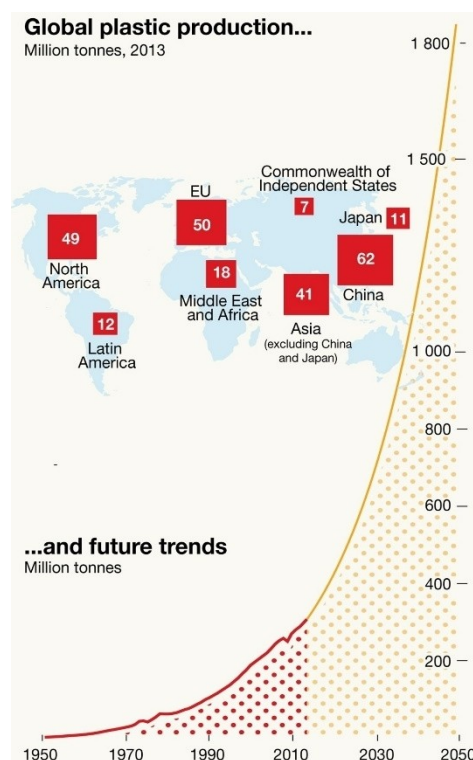 Global plastic production...
Million tonnes, 2013
1 800
1 500
Commonwealth of
Independent States
EU
7
Japan
11
50
49
18
62
North
America
Middle East
and Africa
41
China
12
Asia
(excluding China
and Japan)
Latin
America
1 000
800
600
...and future trends
Million tonnes
400
200
1950
1970
1990
2010
2030
2050